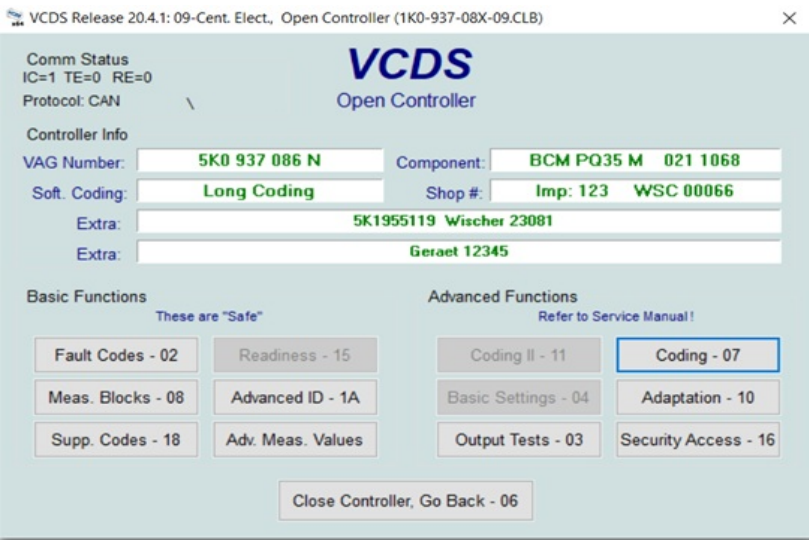 VCDS Release 20.4.1: 09-Cent. Elect., Open Controller (1K0-937-08X-09.CLB)
Comm Status
IC=1 TE=0 RE=0
Protocol: CAN \
VCDS
Open Controller
Controller Info
VAG Number: 5K0 937 086 N Component: BCM PQ35 M 021 1068
Soft. Coding: Long Coding Shop #: Imp: 123 WSC 00066
Extra: 5K1955119 Wischer 23081
Extra: Geraet 12345
Basic Functions
These are "Safe"
Fault Codes - 02 Readiness - 15
Meas. Blocks - 08 Advanced ID - 1A
Supp. Codes - 18 Adv. Meas. Values
Advanced Functions
Refer to Service Manual!
Coding II - 11 Coding - 07
Basic Settings - 04 Adaptation - 10
Output Tests - 03 Security Access - 16
Close Controller, Go Back - 06